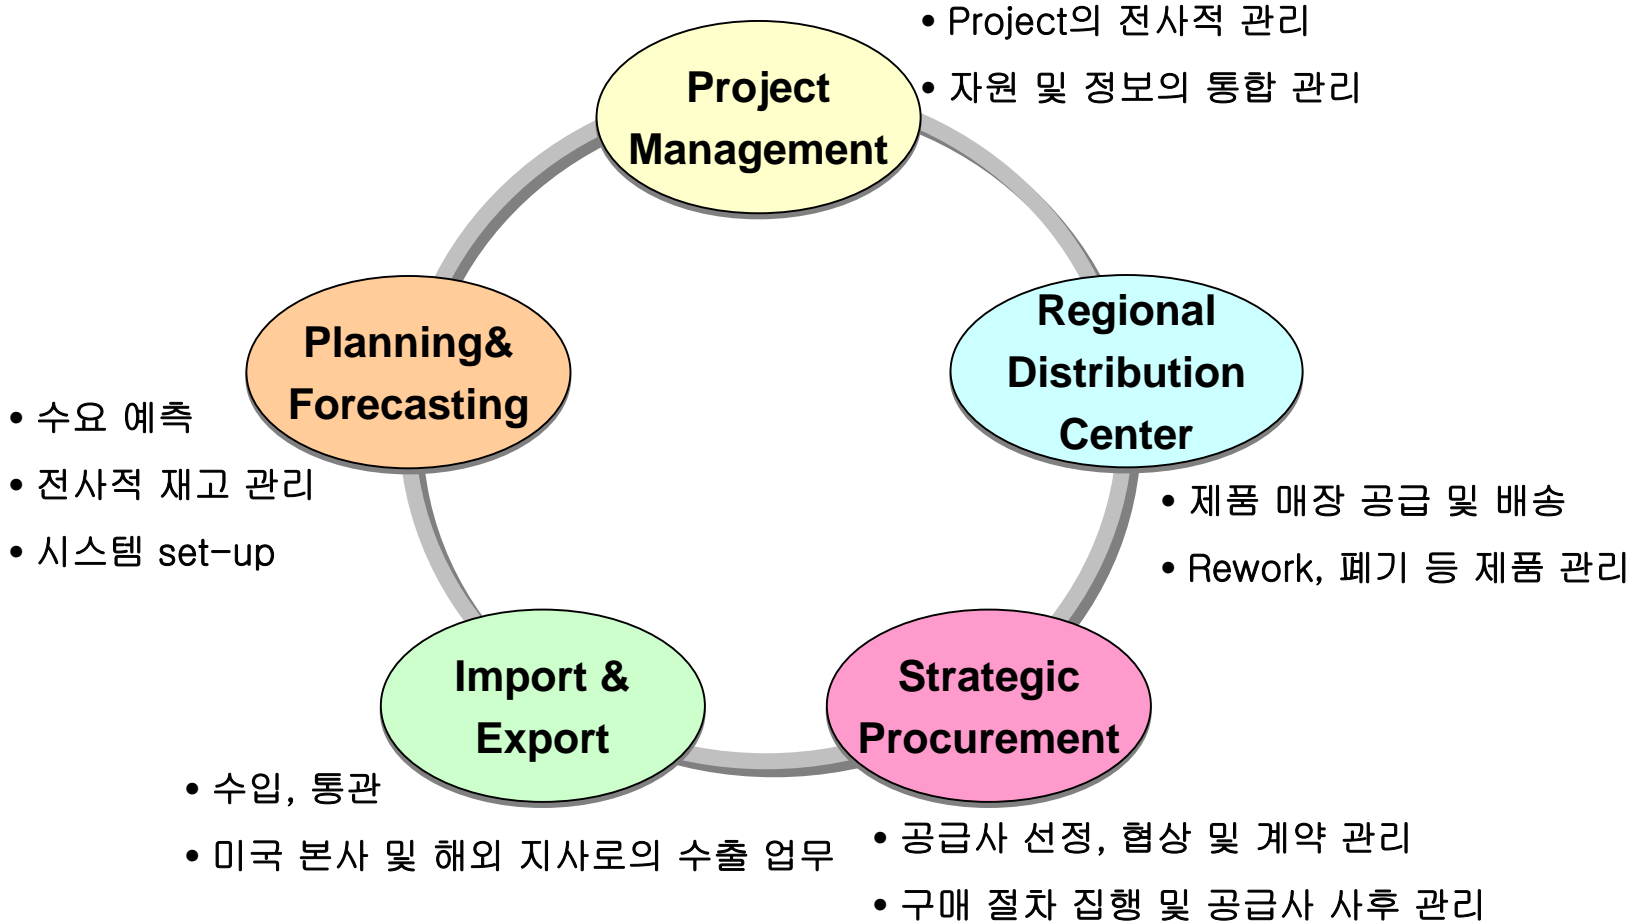 Project
Management
• Project의 전사적 관리
• 자원 및 정보의 통합 관리
Regional
Distribution
Center
• 제품 매장 공급 및 배송
• Rework, 폐기 등 제품 관리
Strategic
Procurement
• 공급사 선정, 협상 및 계약 관리
• 구매 절차 집행 및 공급사 사후 관리
Import &
Export
• 수입, 통관
• 미국 본사 및 해외 지사로의 수출 업무
Planning&
Forecasting
• 수요 예측
• 전사적 재고 관리
• 시스템 set-up